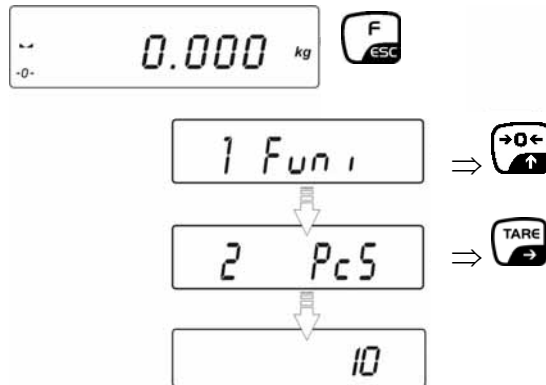 0.000 kg
-0-
F
ESC
1 Funi
⇒ →0← ↑
2 PcS
⇒ TARE →
10